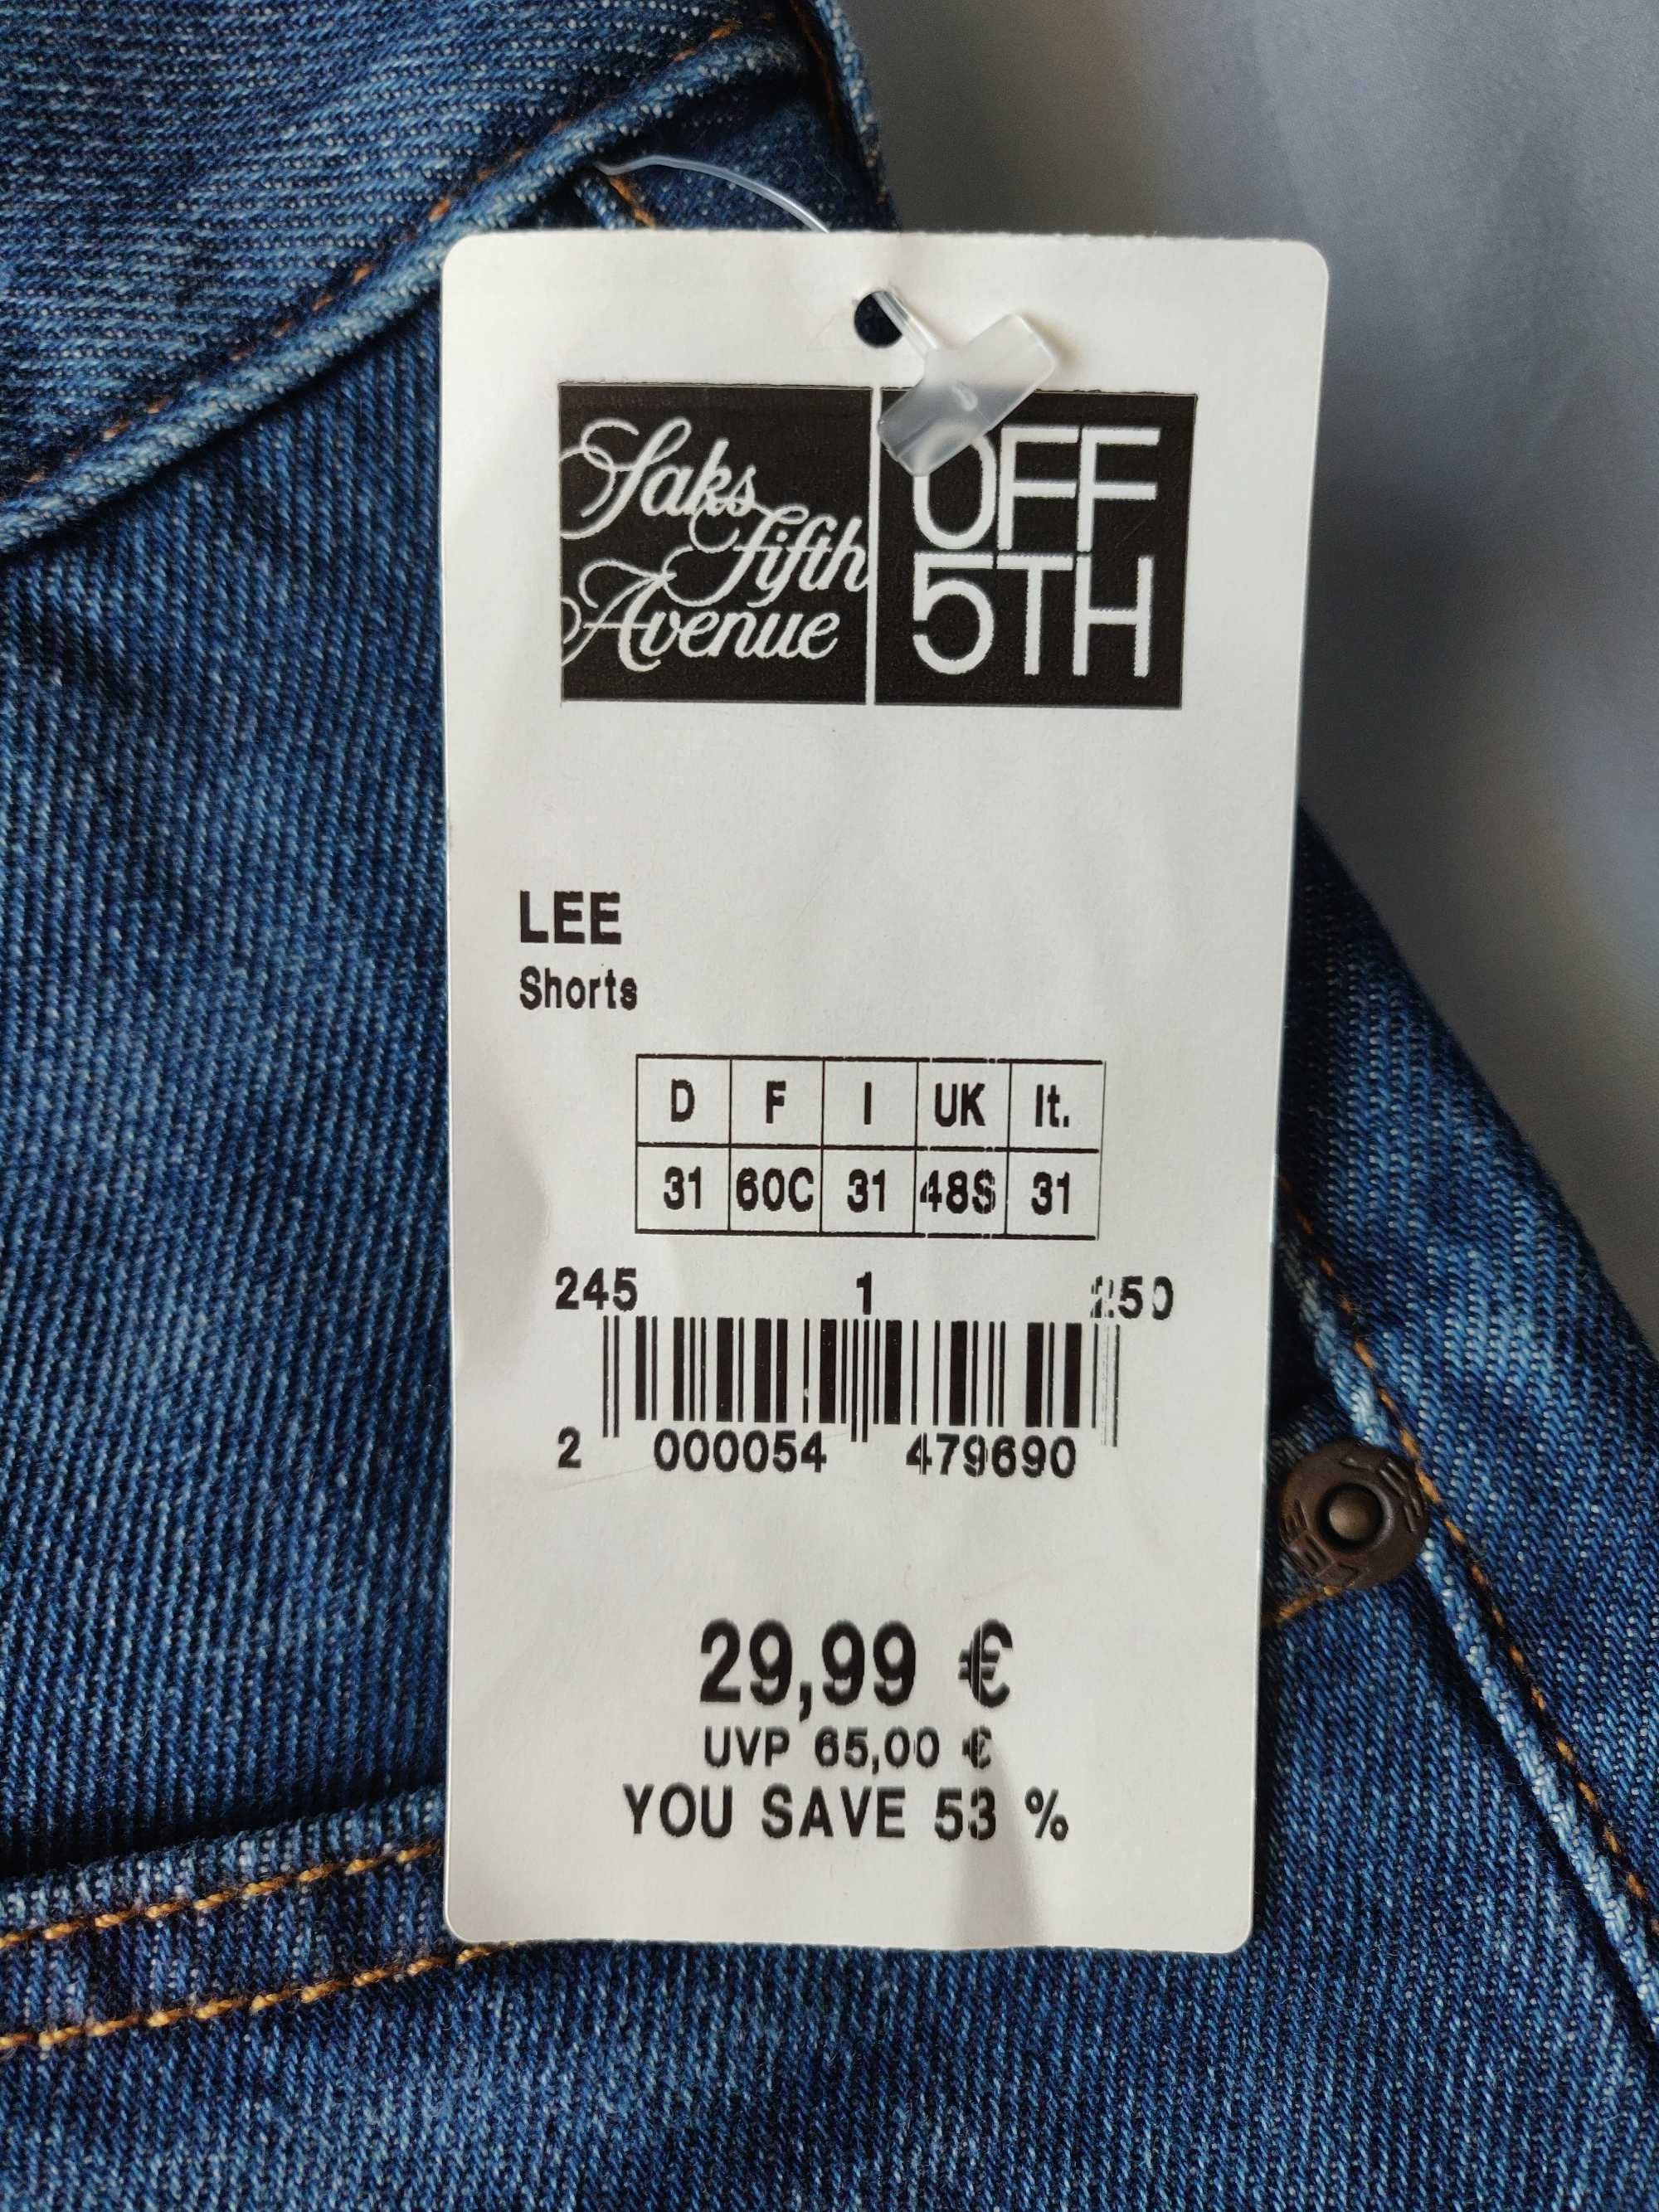 Saks
Fifth
Avenue
OFF
5TH
LEE
Shorts
D F I UK It.
31 60C 31 48S 31
245 1 250
2 000054 479690
29,99 €
UVP 65,00 €
YOU SAVE 53 %
LEE